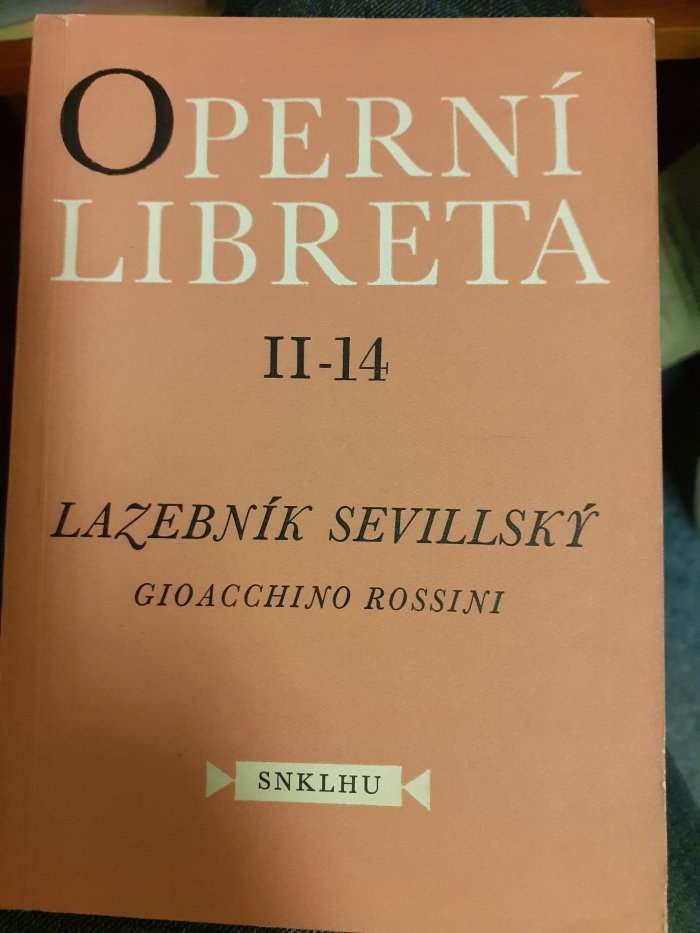 OPERNÍ
LIBRETA
II-14
LAZEBNÍK SEVILLSKÝ
GIOACCHINO ROSSINI
SNKLHU